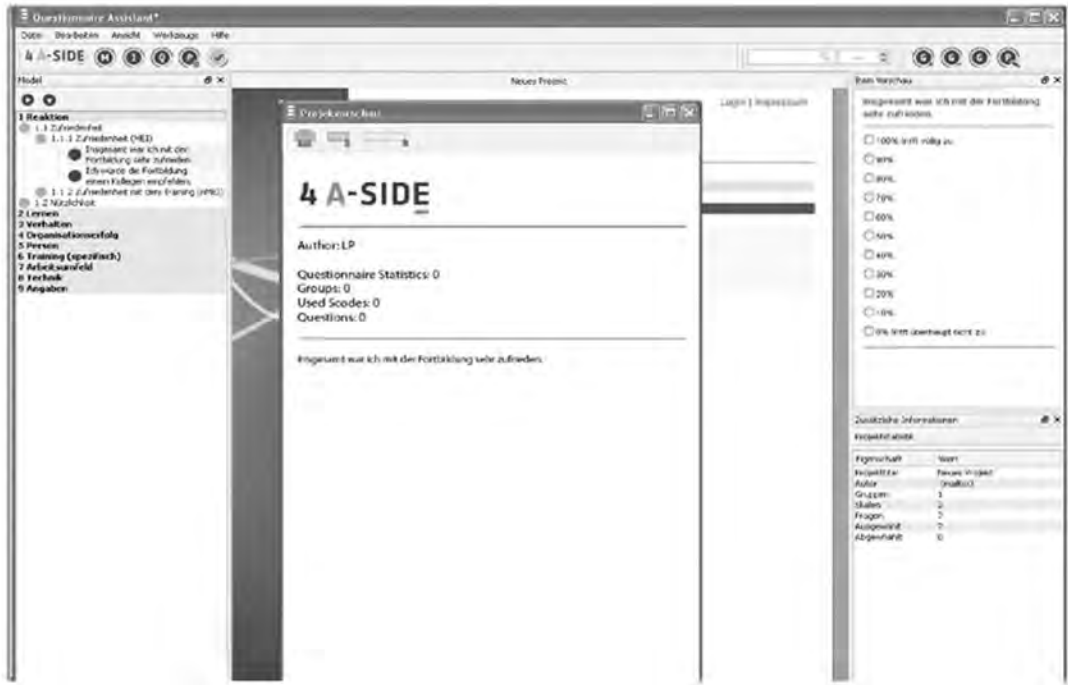 Questionnaire Assistant*
Datei Bearbeiten Ansicht Werkzeuge Hilfe
4 A-SIDE
Model
Neues Projekt
Item Vorschau
1 Reaktion
1.1 Zufriedenheit
1.1.1 Zufriedenheit (MEI)
Insgesamt war ich mit der
Fortbildung sehr zufrieden.
Ich würde die Fortbildung
einem Kollegen empfehlen.
1.1.2 Zufriedenheit mit dem Training
1.2 Nützlichkeit
2 Lernen
3 Verhalten
4 Organisationserfolg
5 Person
6 Training (spezifisch)
7 Arbeitsumfeld
8 Technik
9 Angaben
Login | Impressum
Projektvorschau
4 A-SIDE
Author: LP
Questionnaire Statistics: 0
Groups: 0
Used Scodes: 0
Questions: 0
Insgesamt war ich mit der Fortbildung sehr zufrieden.
Insgesamt war ich mit der Fortbildung
sehr zufrieden.
100% trifft völlig zu
90%
80%
70%
60%
50%
40%
30%
20%
10%
0% trifft überhaupt nicht zu
Zusätzliche Informationen
Projektstatistik
Eigenschaft Wert
Projekttitel Neues Projekt
Autor
Gruppen 1
Skalen 2
Fragen 7
Ausgewählt 7
Abgewählt 0